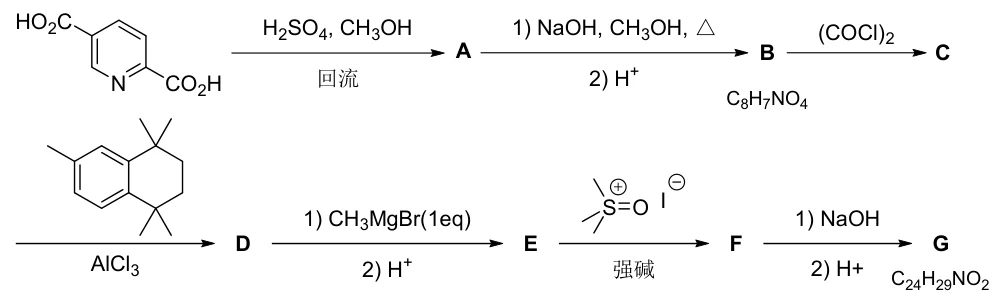 HO₂C
N
CO₂H
H₂SO₄, CH₃OH
回流
A
1) NaOH, CH₃OH, △
2) H⁺
B
C₈H₇NO₄
(COCl)₂
C
AlCl₃
D
1) CH₃MgBr(1eq)
2) H⁺
E
S⊕=O I⊖
强碱
F
1) NaOH
2) H+
G
C₂₄H₂₉NO₂